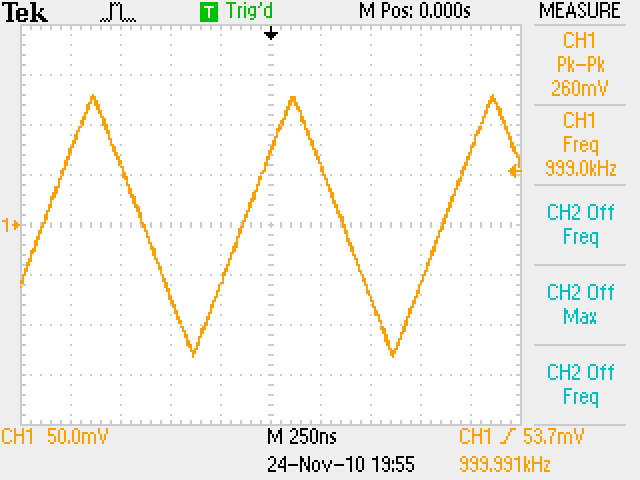 Tek T Trig'd M Pos: 0.000s MEASURE
CH1
Pk-Pk
260mV
CH1
Freq
999.0kHz
1
CH2 Off
Freq
CH2 Off
Max
CH2 Off
Freq
CH1 50.0mV M 250ns CH1 53.7mV
24-Nov-10 19:55 999.991kHz